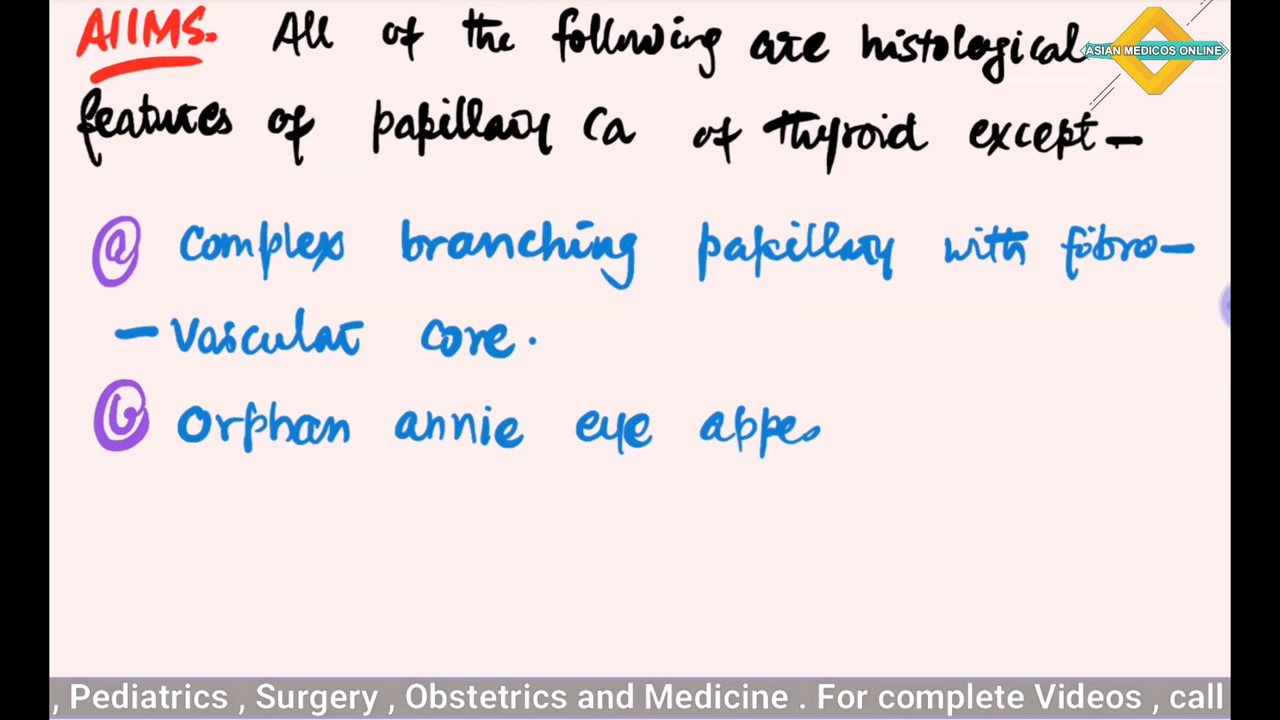 AIIMS. All of the following are histological
ASIAN MEDICOS ONLINE
features of papillary Ca of Thyroid except-
a complex branching papillary with fibro-
- vascular core.
b Orphan annie eye appea
, Pediatrics , Surgery , Obstetrics and Medicine . For complete Videos , call